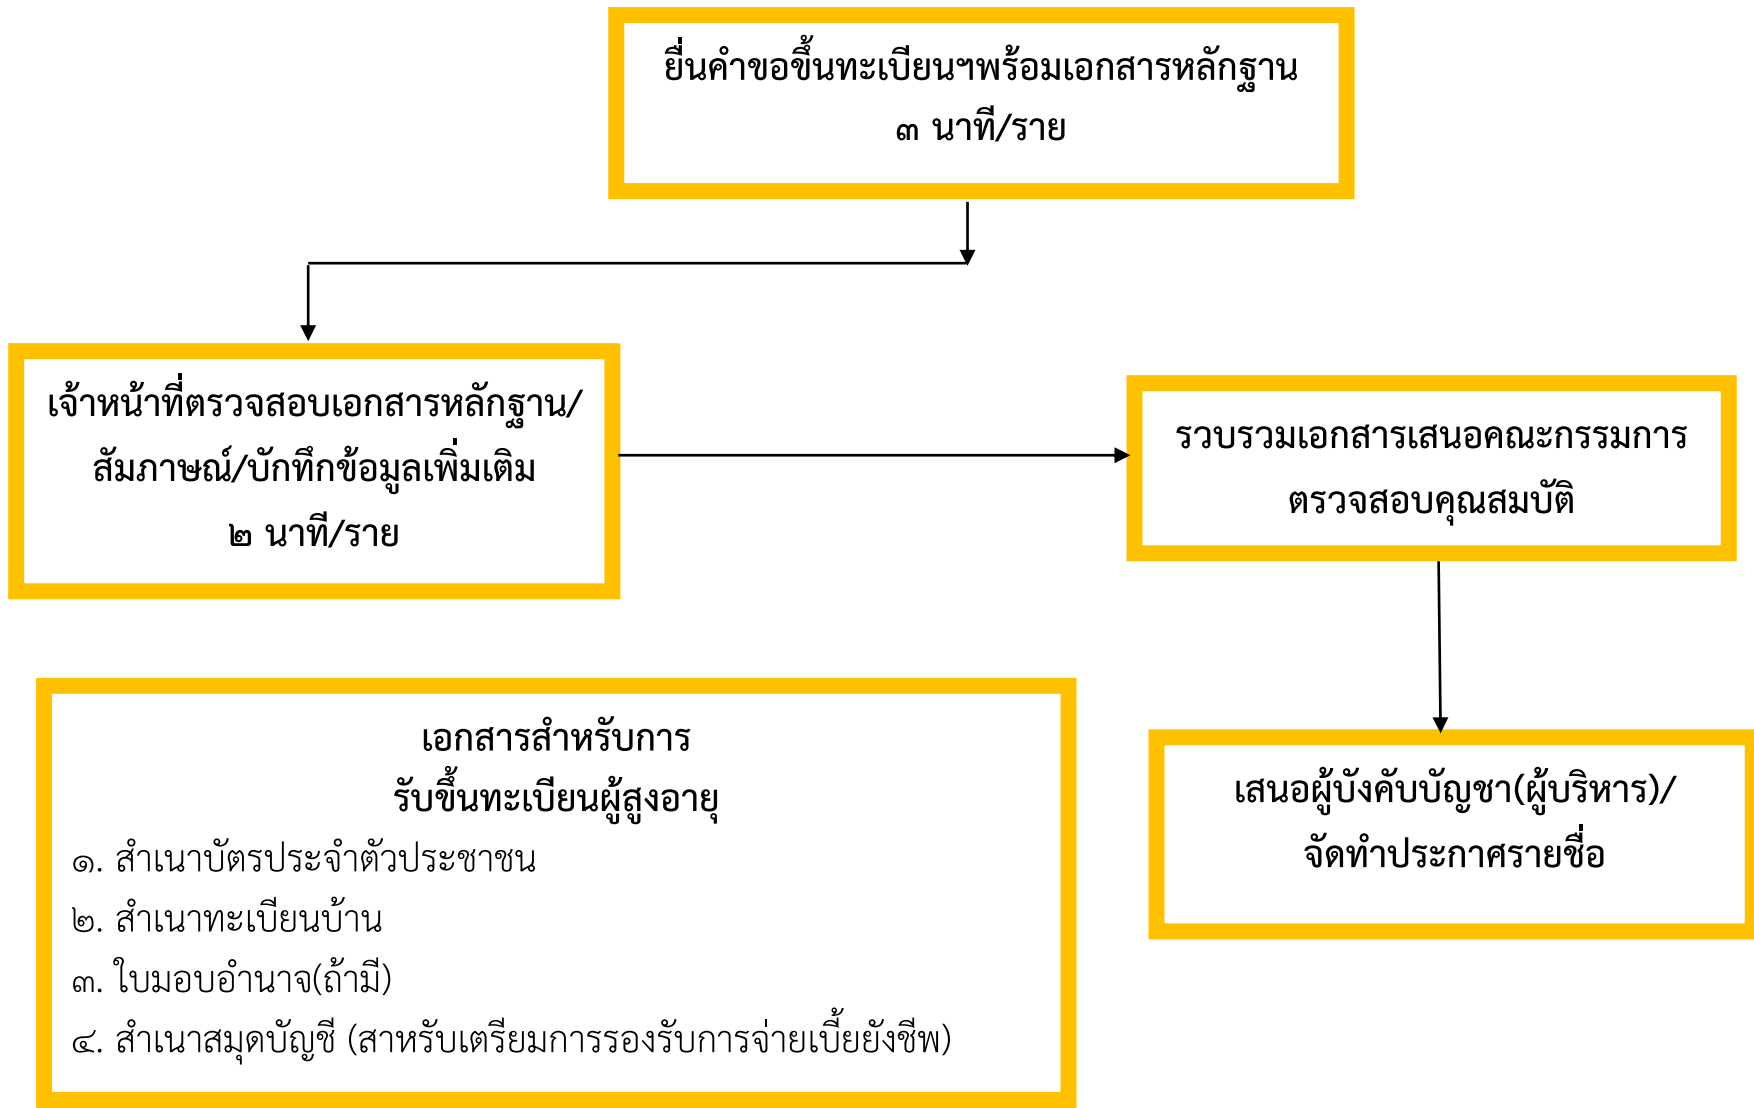 ยื่นคำขอขึ้นทะเบียนฯพร้อมเอกสารหลักฐาน
๓ นาที/ราย
เจ้าหน้าที่ตรวจสอบเอกสารหลักฐาน/
สัมภาษณ์/บักทึกข้อมูลเพิ่มเติม
๒ นาที/ราย
รวบรวมเอกสารเสนอคณะกรรมการ
ตรวจสอบคุณสมบัติ
เสนอผู้บังคับบัญชา(ผู้บริหาร)/
จัดทำประกาศรายชื่อ
เอกสารสำหรับการ
รับขึ้นทะเบียนผู้สูงอายุ
๑. สำเนาบัตรประจำตัวประชาชน
๒. สำเนาทะเบียนบ้าน
๓. ใบมอบอำนาจ(ถ้ามี)
๔. สำเนาสมุดบัญชี (สาหรับเตรียมการรองรับการจ่ายเบี้ยยังชีพ)